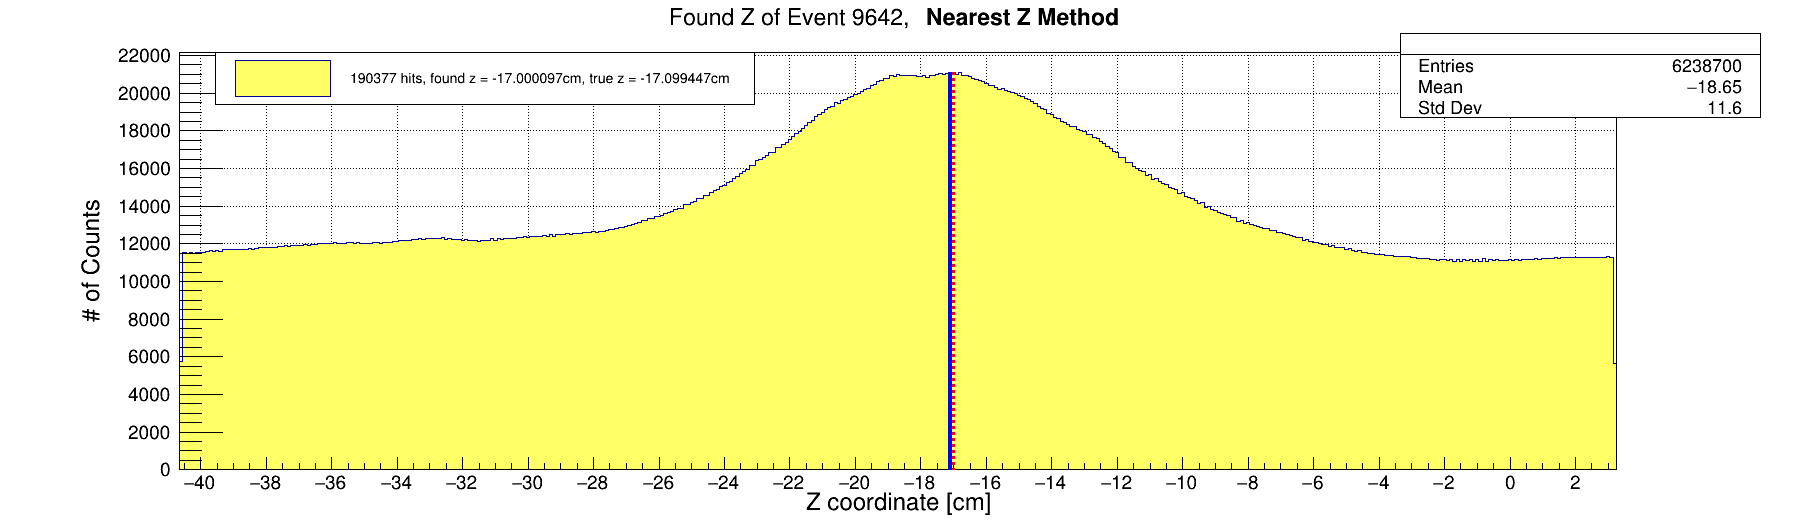 Found Z of Event 9642, Nearest Z Method
190377 hits, found z = -17.000097cm, true z = -17.099447cm
Entries 6238700
Mean −18.65
Std Dev 11.6
# of Counts
22000
20000
18000
16000
14000
12000
10000
8000
6000
4000
2000
0
−40 −38 −36 −34 −32 −30 −28 −26 −24 −22 −20 −18 −16 −14 −12 −10 −8 −6 −4 −2 0 2
Z coordinate [cm]